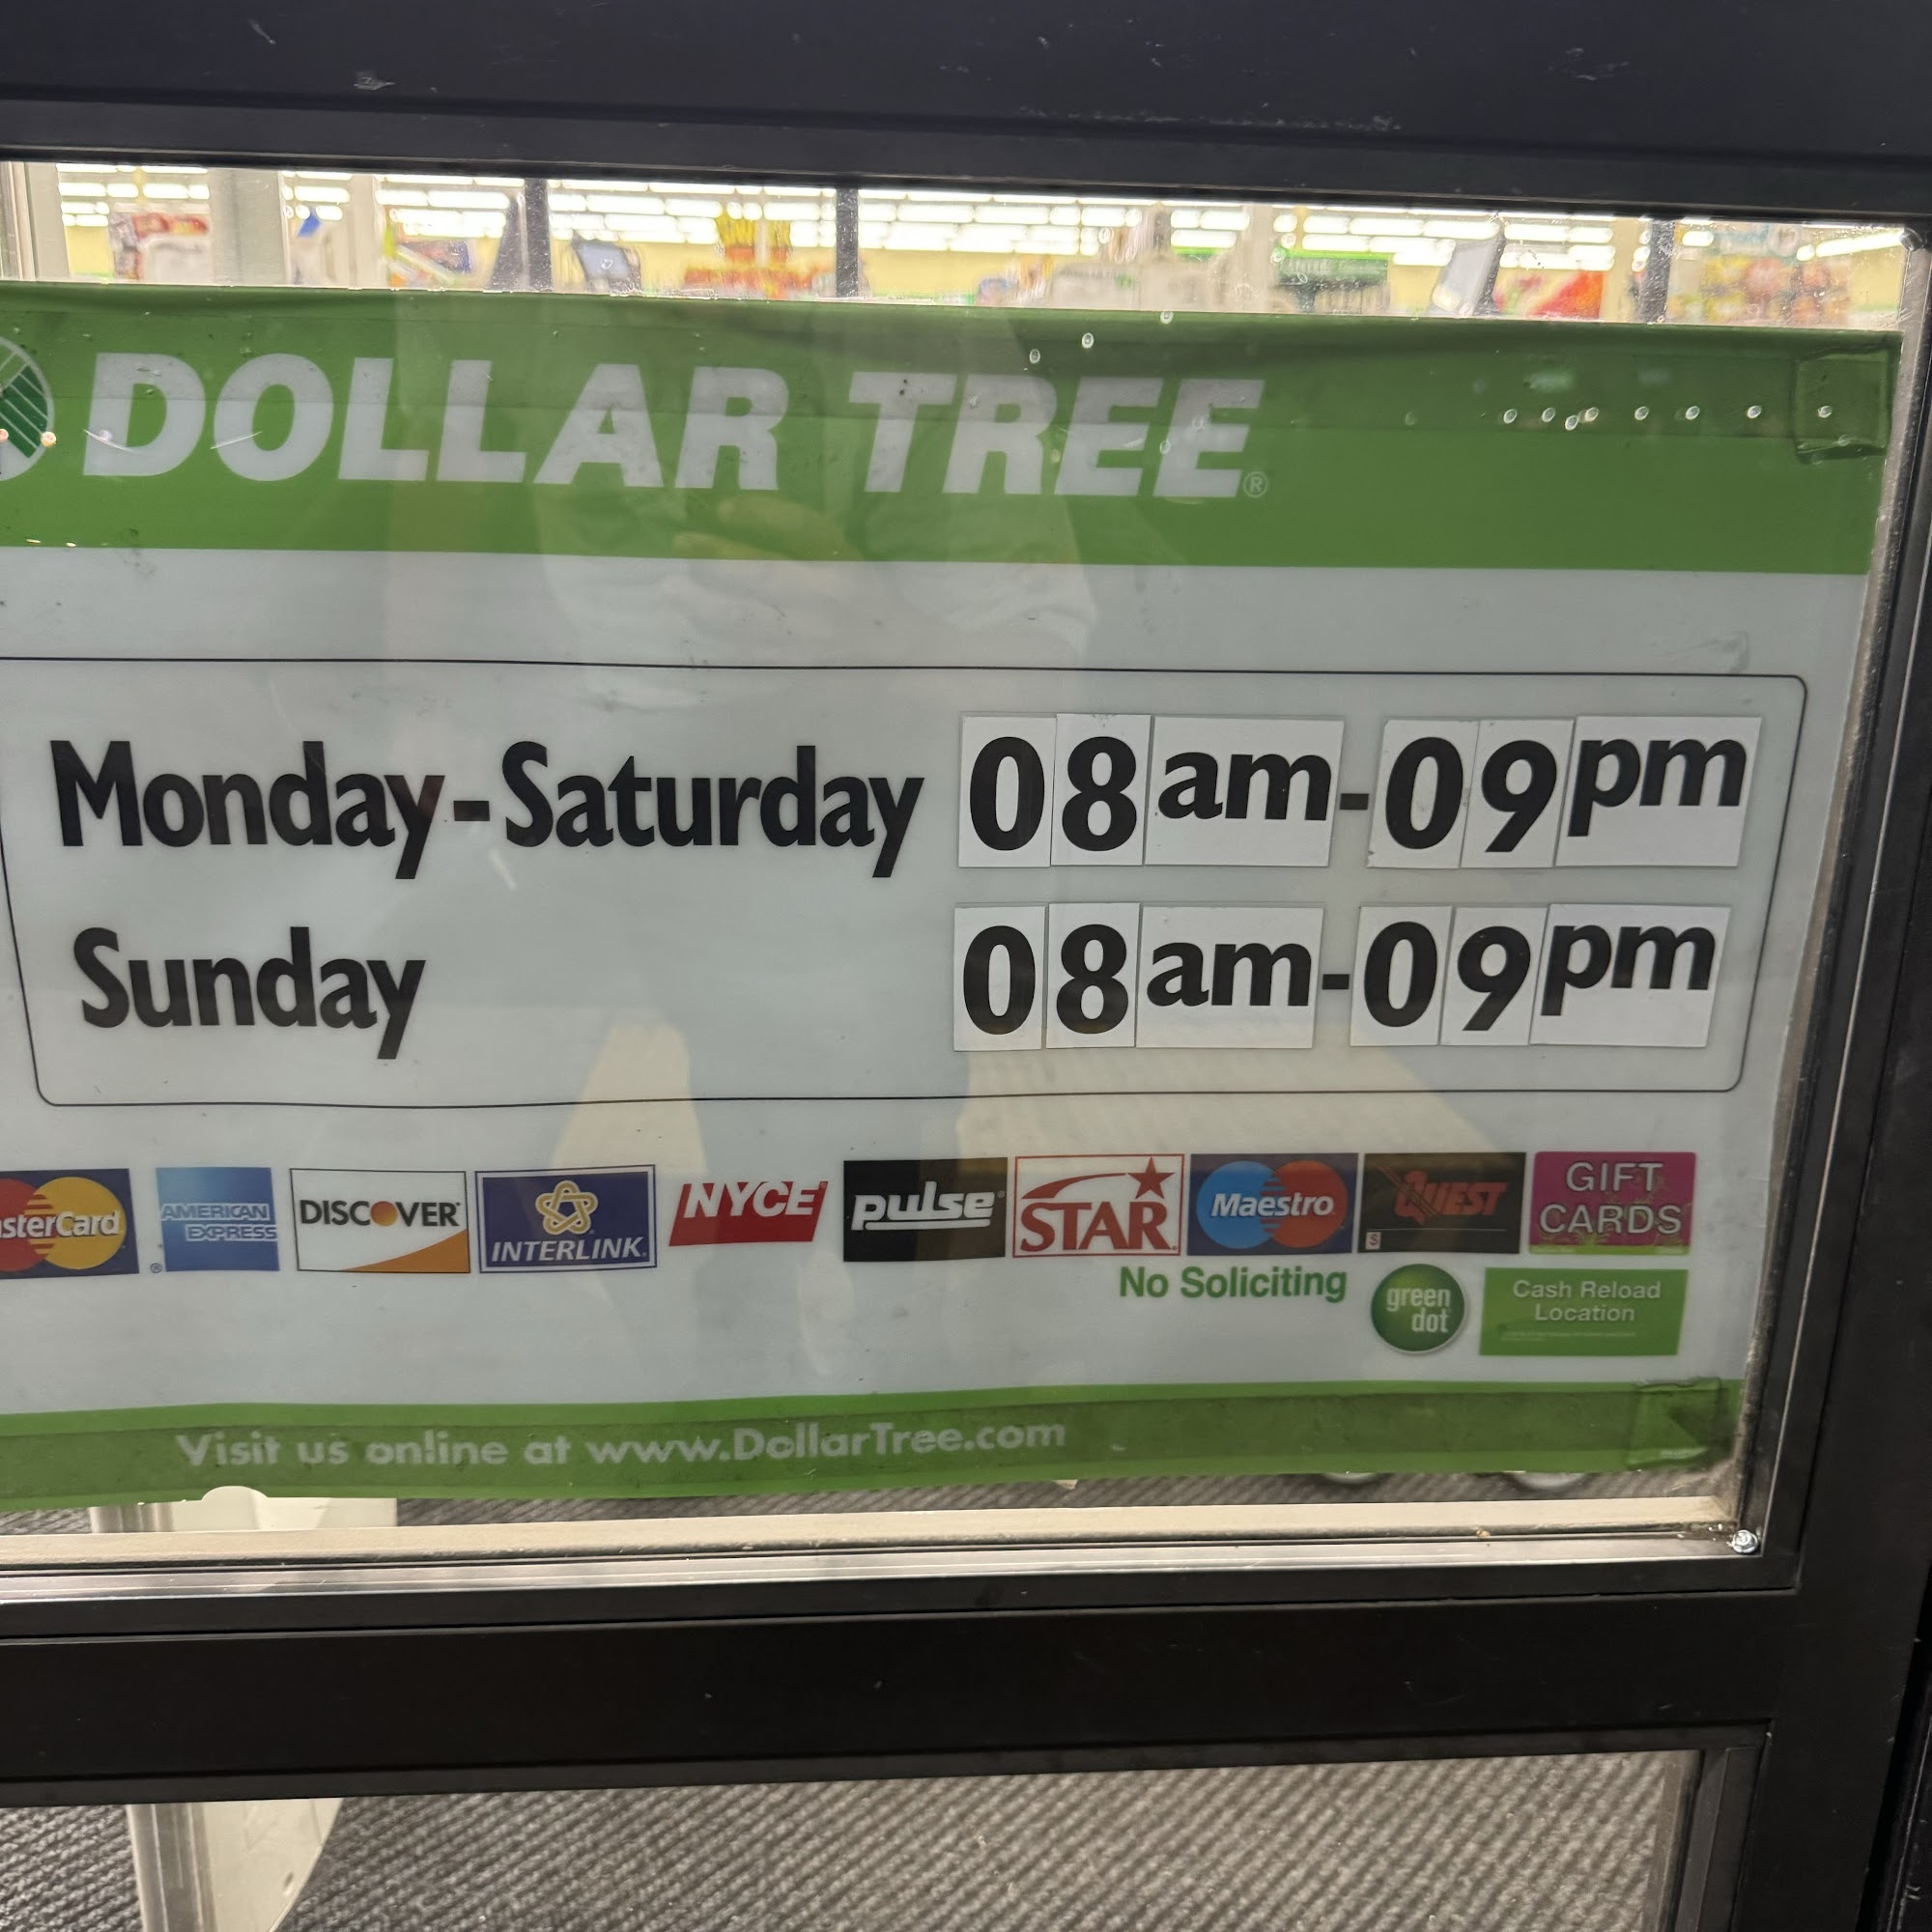 DOLLAR TREE®
Monday-Saturday 08am-09pm
Sunday 08am-09pm
sterCard AMERICAN EXPRESS® DISCOVER® INTERLINK® NYCE® pulse® STAR® Maestro QUEST GIFT CARDS
No Soliciting green dot Cash Reload Location
Visit us online at www.DollarTree.com